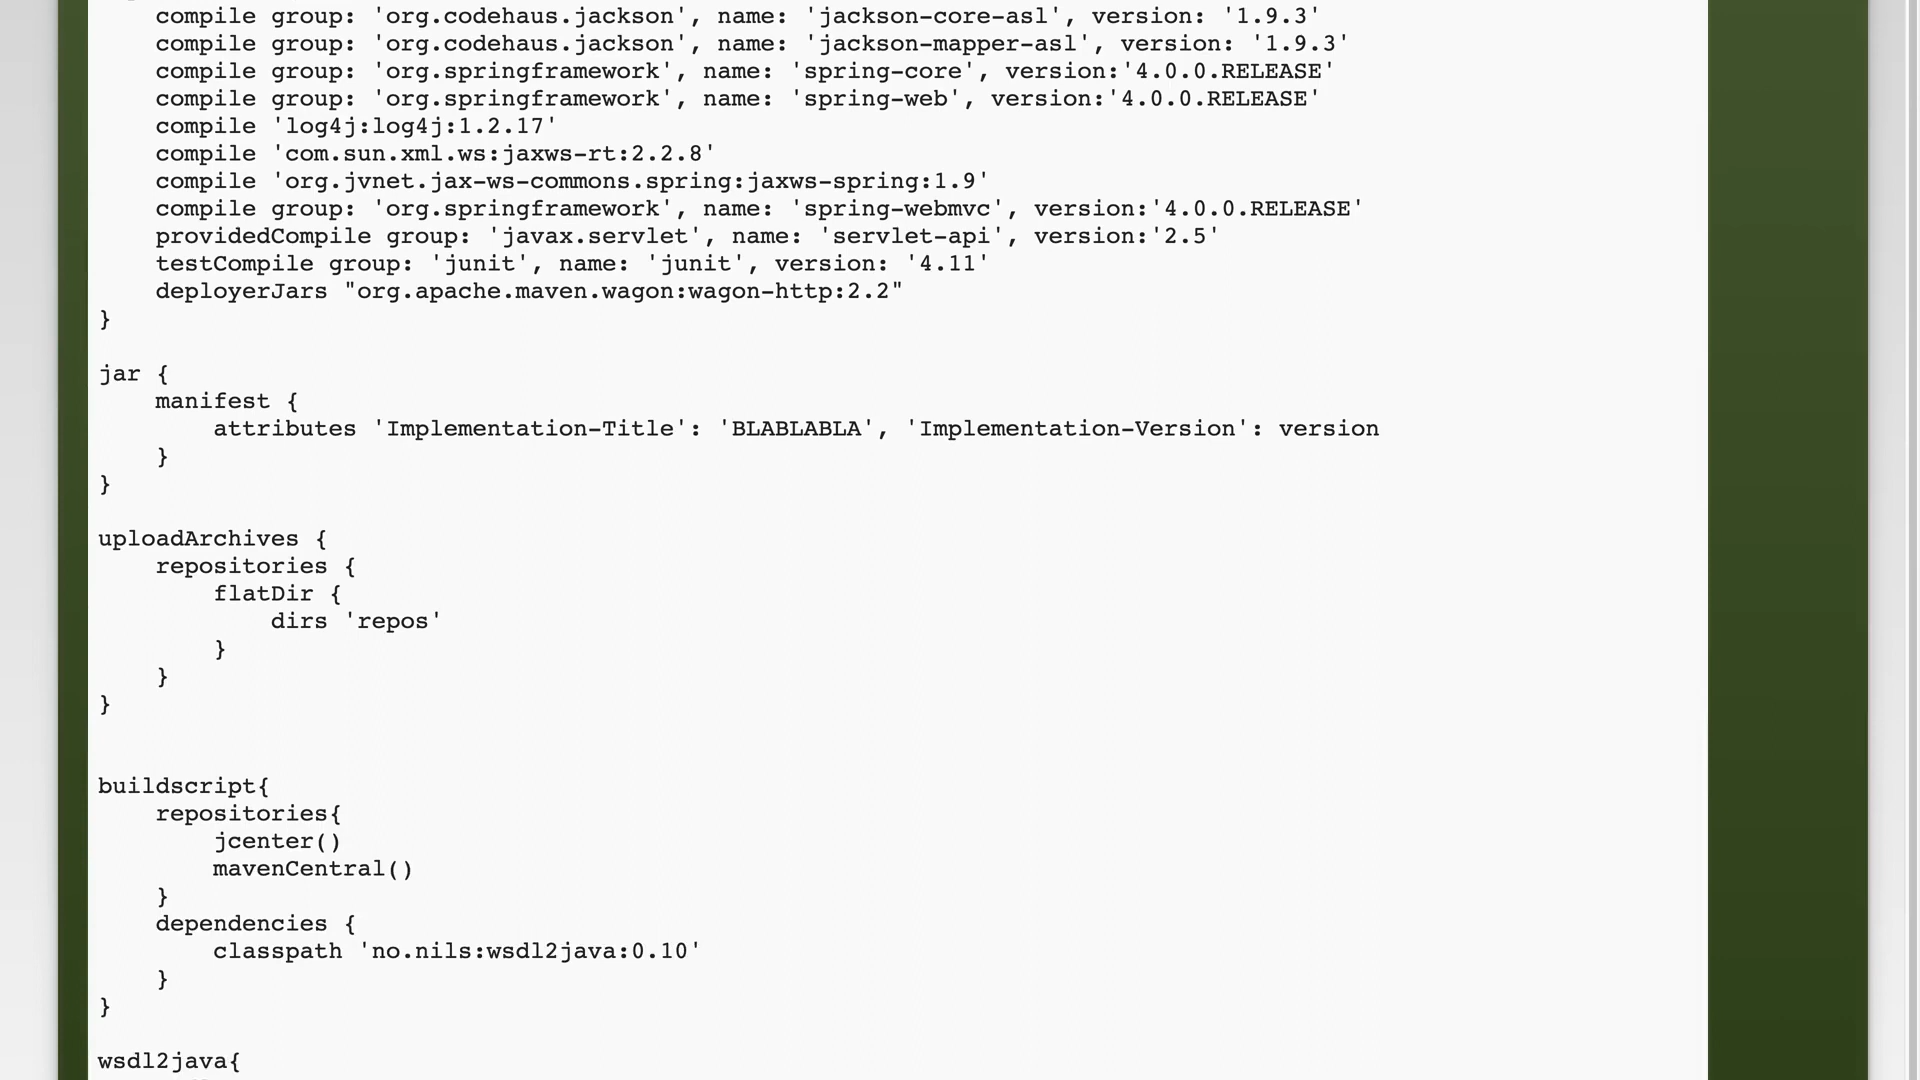 compile group: 'org.codehaus.jackson', name: 'jackson-core-asl', version: '1.9.3'
compile group: 'org.codehaus.jackson', name: 'jackson-mapper-asl', version: '1.9.3'
compile group: 'org.springframework', name: 'spring-core', version:'4.0.0.RELEASE'
compile group: 'org.springframework', name: 'spring-web', version:'4.0.0.RELEASE'
compile 'log4j:log4j:1.2.17'
compile 'com.sun.xml.ws:jaxws-rt:2.2.8'
compile 'org.jvnet.jax-ws-commons.spring:jaxws-spring:1.9'
compile group: 'org.springframework', name: 'spring-webmvc', version:'4.0.0.RELEASE'
providedCompile group: 'javax.servlet', name: 'servlet-api', version:'2.5'
testCompile group: 'junit', name: 'junit', version: '4.11'
deployerJars "org.apache.maven.wagon:wagon-http:2.2"
}
jar {
manifest {
attributes 'Implementation-Title': 'BLABLABLA', 'Implementation-Version': version
}
}
uploadArchives {
repositories {
flatDir {
dirs 'repos'
}
}
}
buildscript{
repositories{
jcenter()
mavenCentral()
}
dependencies {
classpath 'no.nils:wsdl2java:0.10'
}
}
wsdl2java{